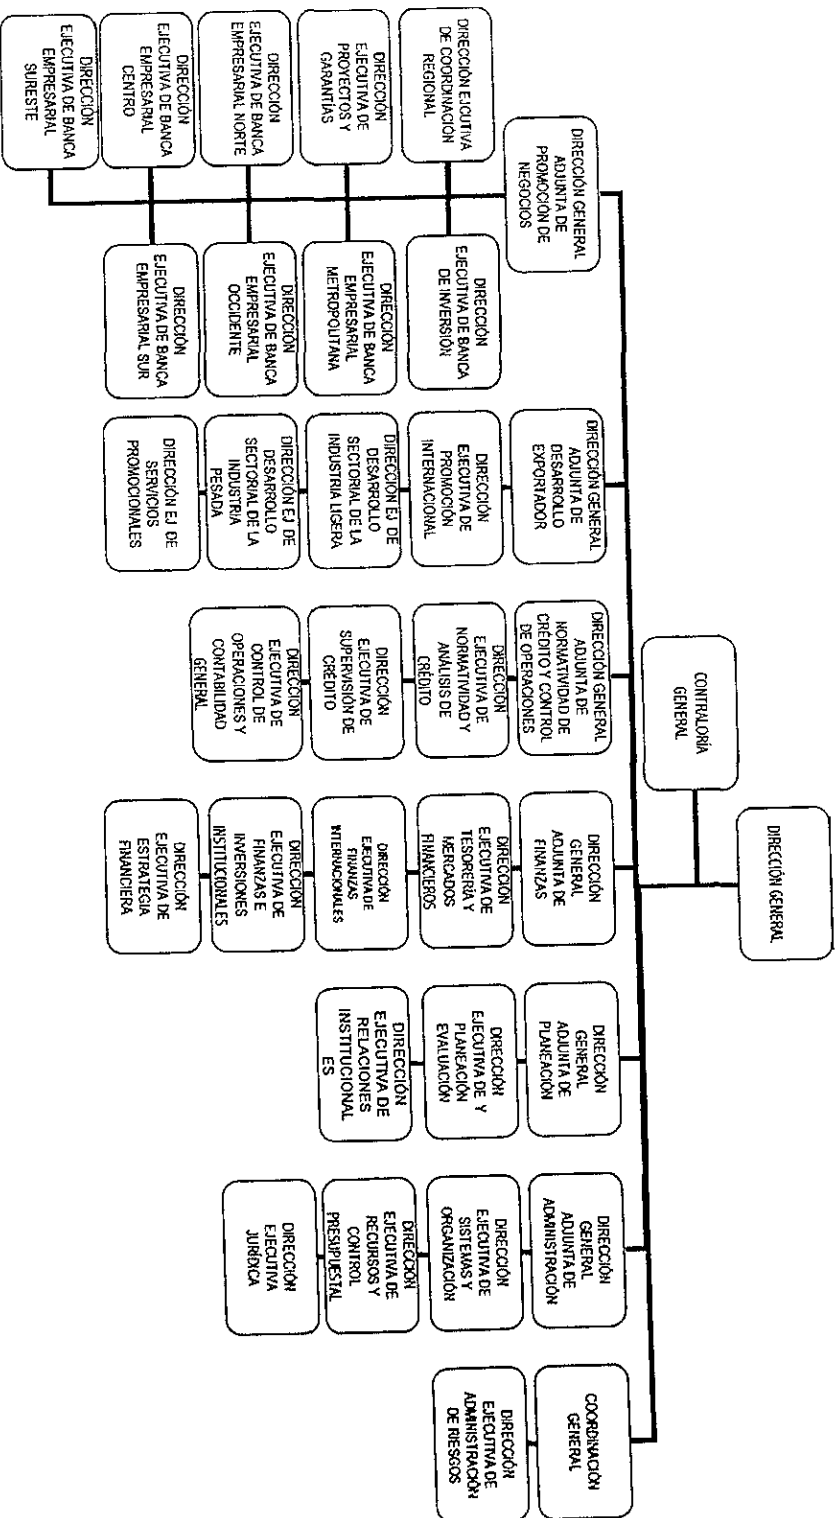 DIRECCIÓN GENERAL
CONTRALORÍA
GENERAL
DIRECCIÓN GENERAL
ADJUNTA DE
PROMOCIÓN DE
NEGOCIOS
DIRECCIÓN EJECUTIVA
DE COORDINACIÓN
REGIONAL
DIRECCIÓN
EJECUTIVA DE BANCA
DE INVERSIÓN
DIRECCIÓN
EJECUTIVA DE
PROYECTOS Y
GARANTÍAS
DIRECCIÓN
EJECUTIVA DE BANCA
EMPRESARIAL
METROPOLITANA
DIRECCIÓN
EJECUTIVA DE BANCA
EMPRESARIAL NORTE
DIRECCIÓN
EJECUTIVA DE BANCA
EMPRESARIAL
OCCIDENTE
DIRECCIÓN
EJECUTIVA DE BANCA
EMPRESARIAL
CENTRO
DIRECCIÓN
EJECUTIVA DE BANCA
EMPRESARIAL SUR
DIRECCIÓN
EJECUTIVA DE BANCA
EMPRESARIAL
SURESTE
DIRECCIÓN GENERAL
ADJUNTA DE
DESARROLLO
EXPORTADOR
DIRECCIÓN
EJECUTIVA DE
PROMOCIÓN
INTERNACIONAL
DIRECCIÓN EJ DE
DESARROLLO
SECTORIAL DE LA
INDUSTRIA LIGERA
DIRECCIÓN EJ DE
DESARROLLO
SECTORIAL DE LA
INDUSTRIA
PESADA
DIRECCIÓN EJ DE
SERVICIOS
PROMOCIONALES
DIRECCIÓN GENERAL
ADJUNTA DE
NORMATIVIDAD DE
CRÉDITO Y CONTROL
DE OPERACIONES
DIRECCIÓN
EJECUTIVA DE
NORMATIVIDAD Y
ANÁLISIS DE
CRÉDITO
DIRECCIÓN
EJECUTIVA DE
SUPERVISIÓN DE
CRÉDITO
DIRECCIÓN
EJECUTIVA DE
CONTROL DE
OPERACIONES Y
CONTABILIDAD
GENERAL
DIRECCIÓN
GENERAL
ADJUNTA DE
FINANZAS
DIRECCIÓN
EJECUTIVA DE
TESORERÍA Y
MERCADOS
FINANCIEROS
DIRECCIÓN
EJECUTIVA DE
FINANZAS
INTERNACIONALES
DIRECCIÓN
EJECUTIVA DE
FINANZAS E
INVERSIONES
INSTITUCIONALES
DIRECCIÓN
EJECUTIVA DE
ESTRATEGIA
FINANCIERA
DIRECCIÓN
GENERAL
ADJUNTA DE
PLANEACIÓN
DIRECCIÓN
EJECUTIVA DE Y
PLANEACIÓN
EVALUACIÓN
DIRECCIÓN
EJECUTIVA DE
RELACIONES
INSTITUCIONAL
ES
DIRECCIÓN
GENERAL
ADJUNTA DE
ADMINISTRACIÓN
DIRECCIÓN
EJECUTIVA DE
SISTEMAS Y
ORGANIZACIÓN
DIRECCIÓN
EJECUTIVA DE
RECURSOS Y
CONTROL
PRESUPUESTAL
DIRECCIÓN
EJECUTIVA
JURÍDICA
COORDINACIÓN
GENERAL
DIRECCIÓN
EJECUTIVA DE
ADMINISTRACIÓN
DE RIESGOS